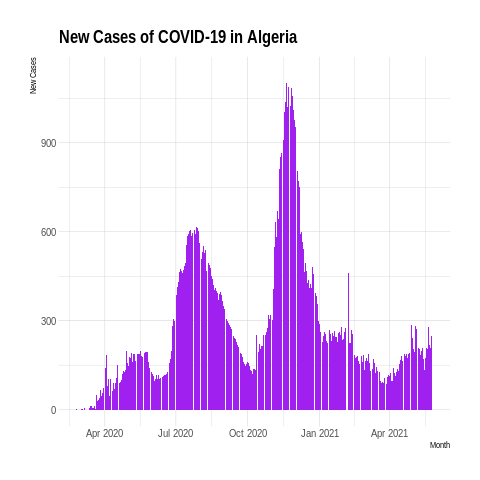 New Cases of COVID-19 in Algeria
New Cases
900
600
300
0
Apr 2020 Jul 2020 Oct 2020 Jan 2021 Apr 2021
Month